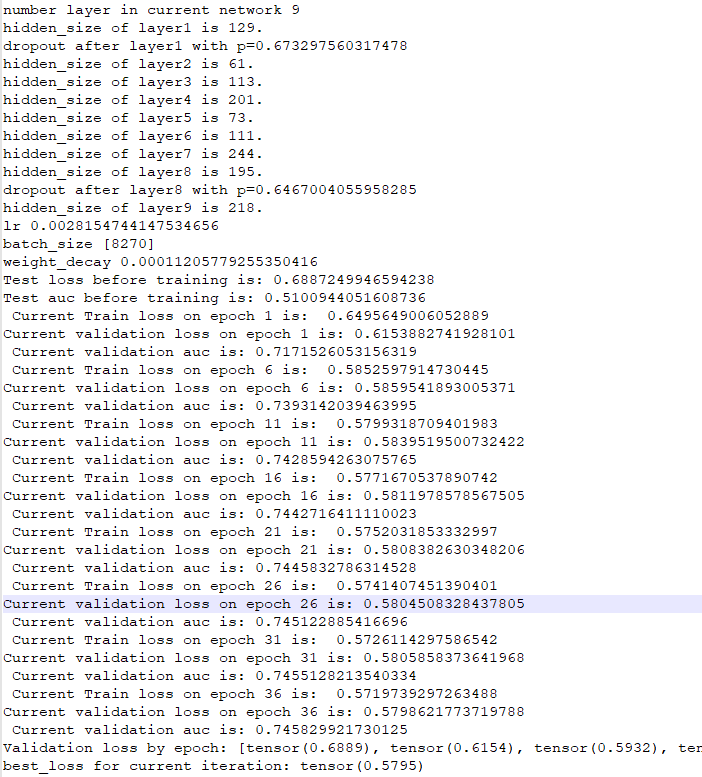 number layer in current network 9
hidden_size of layer1 is 129.
dropout after layer1 with p=0.673297560317478
hidden_size of layer2 is 61.
hidden_size of layer3 is 113.
hidden_size of layer4 is 201.
hidden_size of layer5 is 73.
hidden_size of layer6 is 111.
hidden_size of layer7 is 244.
hidden_size of layer8 is 195.
dropout after layer8 with p=0.6467004055958285
hidden_size of layer9 is 218.
lr 0.0028154744147534656
batch_size [8270]
weight_decay 0.00011205779255350416
Test loss before training is: 0.6887249946594238
Test auc before training is: 0.5100944051608736
Current Train loss on epoch 1 is:  0.6495649006052889
Current validation loss on epoch 1 is: 0.6153882741928101
Current validation auc is: 0.7171526053156319
Current Train loss on epoch 6 is:  0.5852597914730445
Current validation loss on epoch 6 is: 0.5859541893005371
Current validation auc is: 0.7393142039463995
Current Train loss on epoch 11 is:  0.5799318709401983
Current validation loss on epoch 11 is: 0.5839519500732422
Current validation auc is: 0.7428594263075765
Current Train loss on epoch 16 is:  0.5771670537890742
Current validation loss on epoch 16 is: 0.5811978578567505
Current validation auc is: 0.7442716411110023
Current Train loss on epoch 21 is:  0.5752031853332997
Current validation loss on epoch 21 is: 0.5808382630348206
Current validation auc is: 0.7445832786314528
Current Train loss on epoch 26 is:  0.5741407451390401
Current validation loss on epoch 26 is: 0.5804508328437805
Current validation auc is: 0.745122885416696
Current Train loss on epoch 31 is:  0.5726114297586542
Current validation loss on epoch 31 is: 0.5805858373641968
Current validation auc is: 0.7455128213540334
Current Train loss on epoch 36 is:  0.5719739297263488
Current validation loss on epoch 36 is: 0.5798621773719788
Current validation auc is: 0.745829921730125
Validation loss by epoch: [tensor(0.6889), tensor(0.6154), tensor(0.5932), ten
best_loss for current iteration: tensor(0.5795)